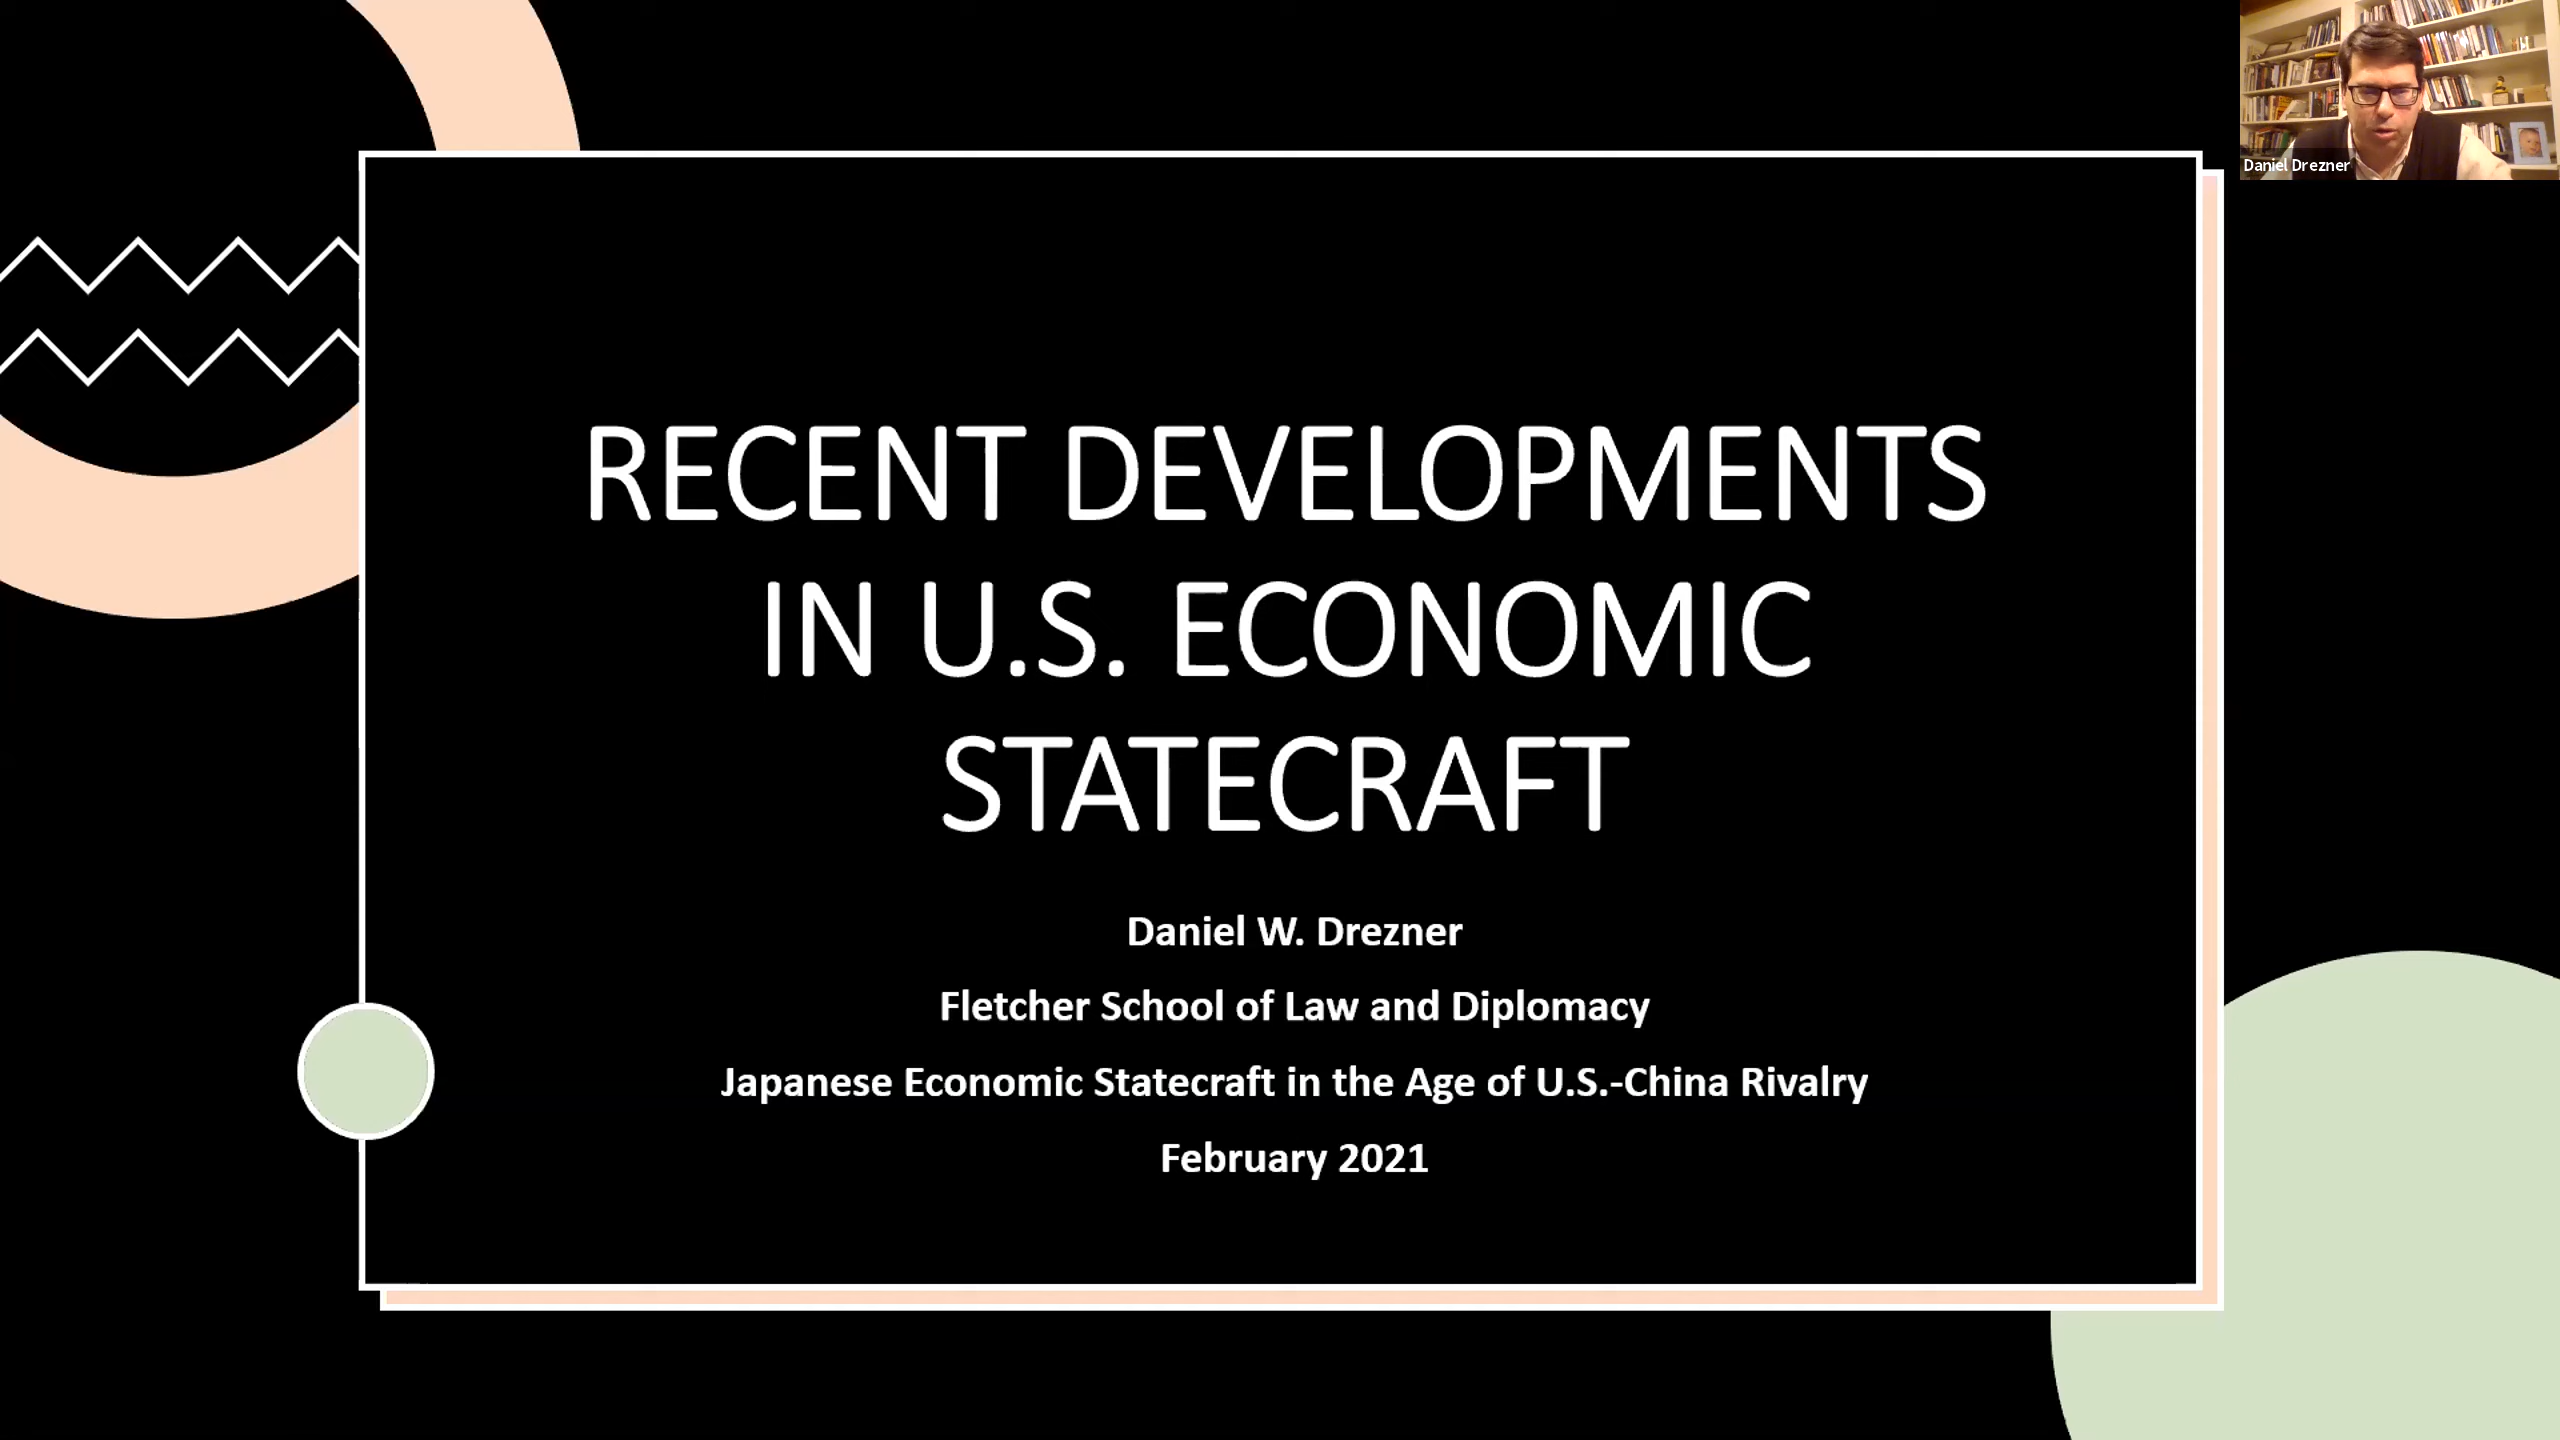 Daniel Drezner
RECENT DEVELOPMENTS
IN U.S. ECONOMIC
STATECRAFT
Daniel W. Drezner
Fletcher School of Law and Diplomacy
Japanese Economic Statecraft in the Age of U.S.-China Rivalry
February 2021